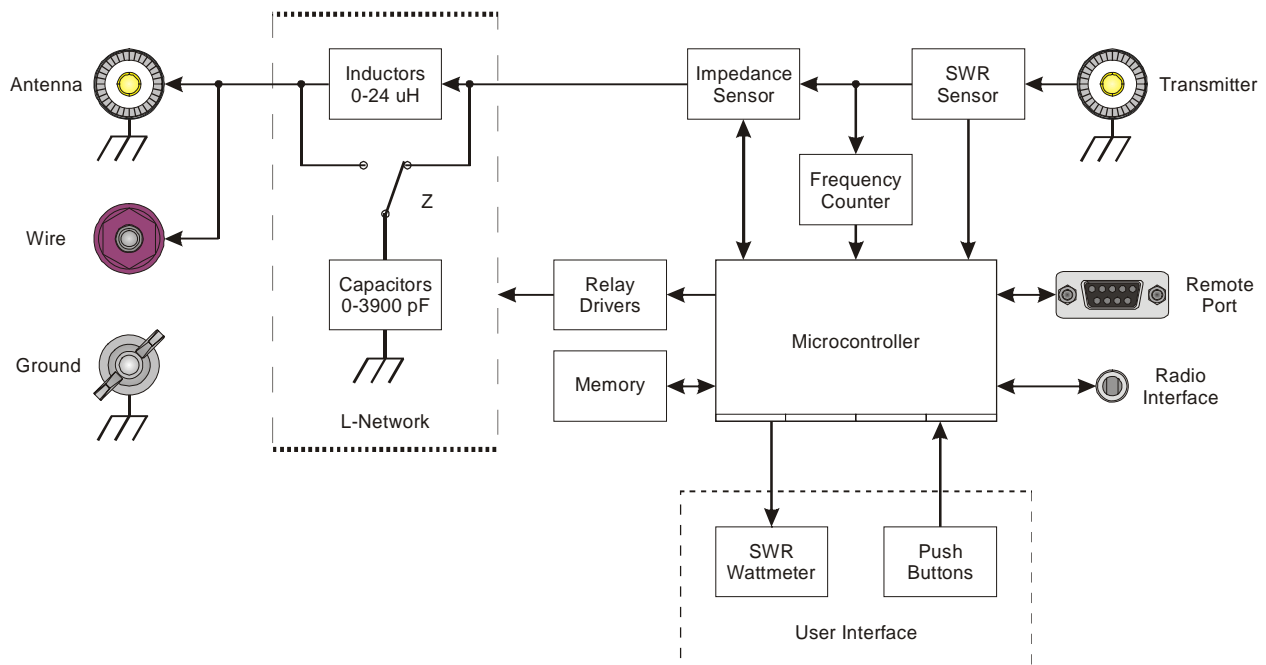 Antenna
Inductors
0-24 uH
Impedance
Sensor
SWR
Sensor
Transmitter
Frequency
Counter
Z
Wire
Capacitors
0-3900 pF
Relay
Drivers
Microcontroller
Remote
Port
Ground
Memory
Radio
Interface
L-Network
SWR
Wattmeter
Push
Buttons
User Interface